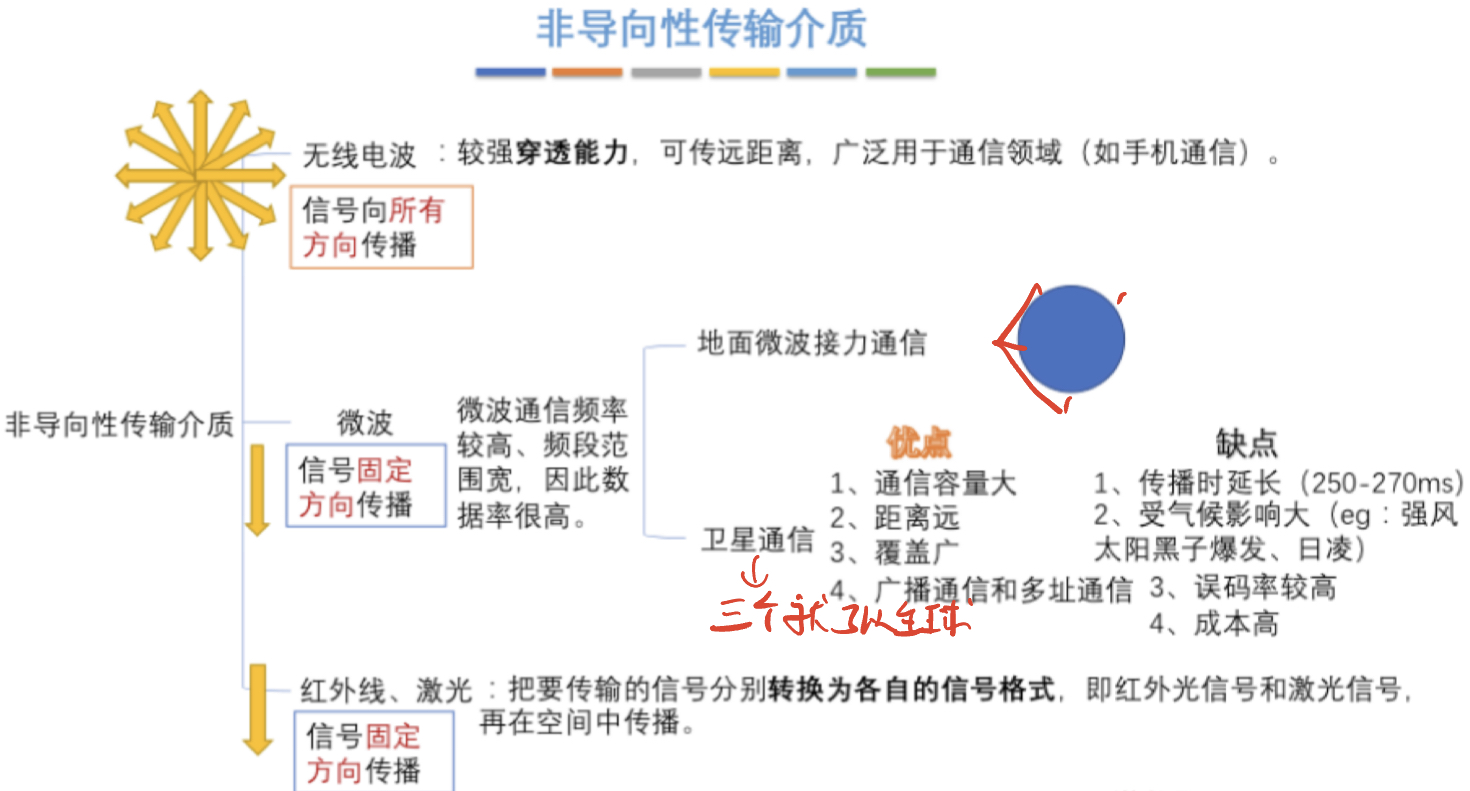 非导向性传输介质
无线电波 ：较强穿透能力，可传远距离，广泛用于通信领域（如手机通信）。
信号向所有
方向传播
地面微波接力通信
非导向性传输介质
微波
信号固定
方向传播
微波通信频率
较高、频段范
围宽，因此数
据率很高。
卫星通信
三个就可以全球
优点
1、通信容量大
2、距离远
3、覆盖广
4、广播通信和多址通信
缺点
1、传播时延长（250-270ms)
2、受气候影响大（eg：强风
太阳黑子爆发、日凌）
3、误码率较高
4、成本高
红外线、激光 ：把要传输的信号分别转换为各自的信号格式，即红外光信号和激光信号，
再在空间中传播。
信号固定
方向传播